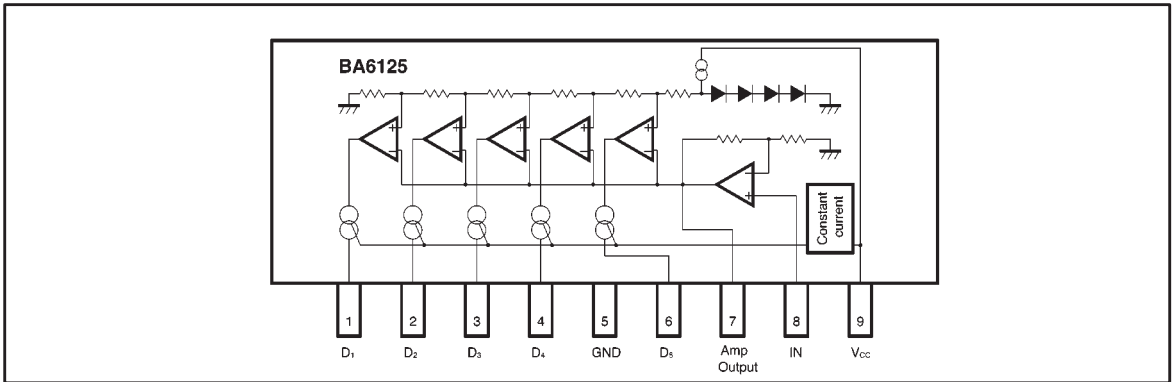 BA6125
Constant
current
1 2 3 4 5 6 7 8 9
D₁ D₂ D₃ D₄ GND D₅ Amp Output IN Vcc